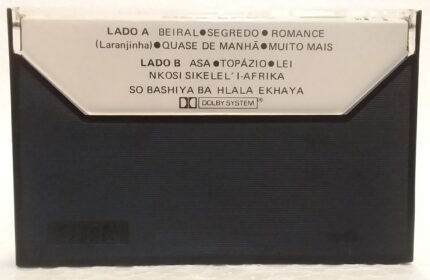 LADO A BEIRAL●SEGREDO●ROMANCE
(Laranjinha)●QUASE DE MANHÃ●MUITO MAIS
LADO B ASA●TOPÁZIO●LEI
NKOSI SIKELEL' I-AFRIKA
SO BASHIYA BA HLALA EKHAYA
DOLBY SYSTEM®